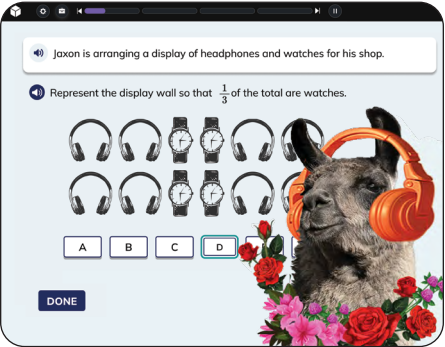 Jaxon is arranging a display of headphones and watches for his shop.
Represent the display wall so that 1/3 of the total are watches.
A B C D
DONE